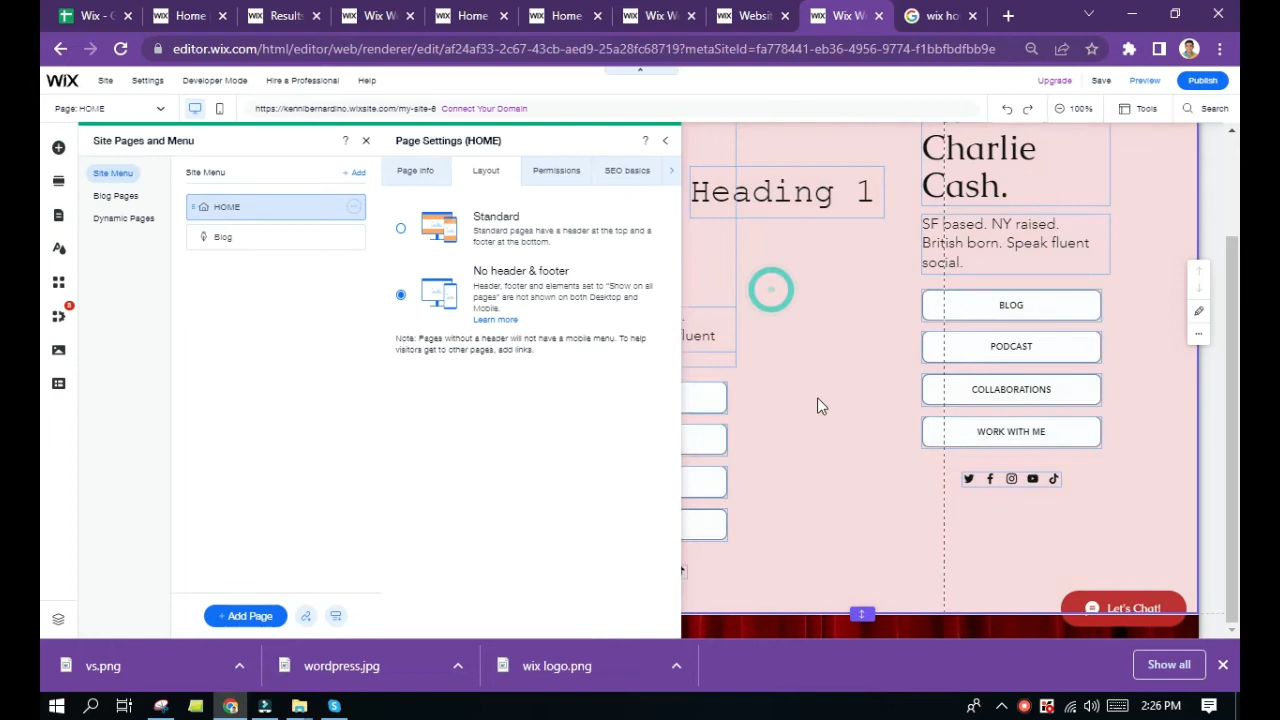 Wix - G
Home
Results
Wix W
Home
Home
Wix W
Websit
Wix W
wix ho
editor.wix.com/html/editor/web/renderer/edit/af24af33-2c67-43cb-aed9-25a28fc68719?metaSiteId=fa778441-eb36-4956-9774-f1bbfbdfbb9e
WiX
Site
Settings
Developer Mode
Hire a Professional
Help
Upgrade
Save
Preview
Publish
Page: HOME
https://kennibernardino.wixsite.com/my-site-6 Connect Your Domain
100%
Tools
Search
Site Pages and Menu
?
Page Settings (HOME)
?
Site Menu
Blog Pages
Dynamic Pages
Site Menu
+ Add
HOME
Blog
+ Add Page
8
Page Info
Layout
Permissions
SEO basics
Standard
Standard pages have a header at the top and a
footer at the bottom.
No header & footer
Header, footer and elements set to "Show on all
pages" are not shown on both Desktop and
Mobile.
Learn more
Note: Pages without a header will not have a mobile menu. To help
visitors get to other pages, add links.
Heading 1
luent
Charlie
Cash.
SF based. NY raised.
British born. Speak fluent
social.
BLOG
PODCAST
COLLABORATIONS
WORK WITH ME
Let's Chat!
vs.png
wordpress.jpg
wix logo.png
Show all
2:26 PM